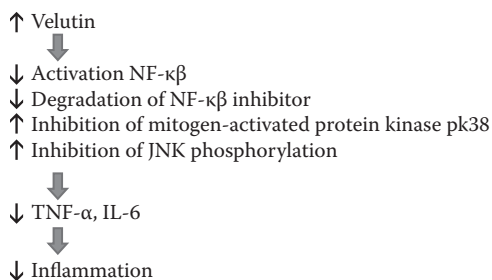 ↑ Velutin
↓ Activation NF-κβ
↓ Degradation of NF-κβ inhibitor
↑ Inhibition of mitogen-activated protein kinase pk38
↑ Inhibition of JNK phosphorylation
↓ TNF-α, IL-6
↓ Inflammation